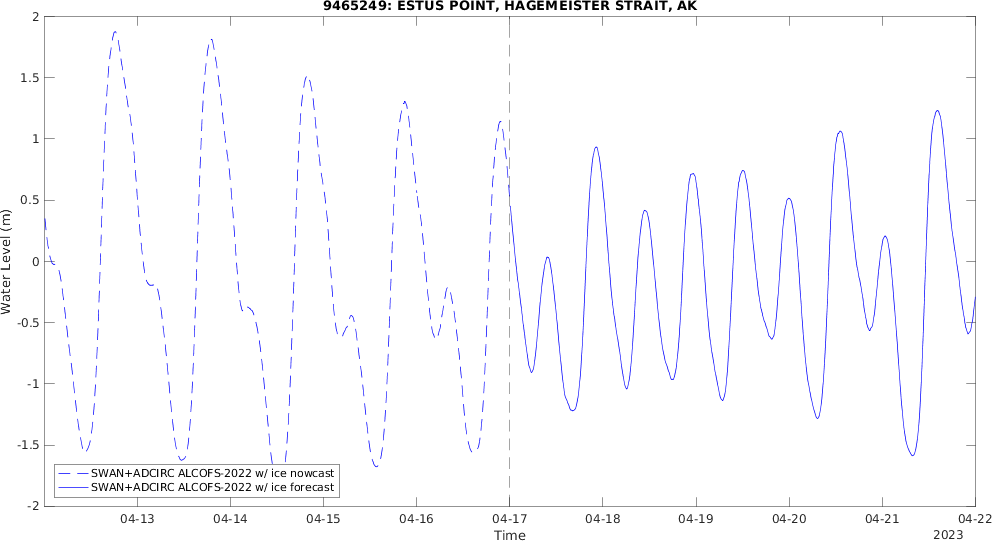 9465249: ESTUS POINT, HAGEMEISTER STRAIT, AK
2
1.5
1
0.5
0
-0.5
-1
-1.5
-2
Water Level (m)
SWAN+ADCIRC ALCOFS-2022 w/ ice nowcast
SWAN+ADCIRC ALCOFS-2022 w/ ice forecast
04-13 04-14 04-15 04-16 04-17 04-18 04-19 04-20 04-21 04-22
Time
2023